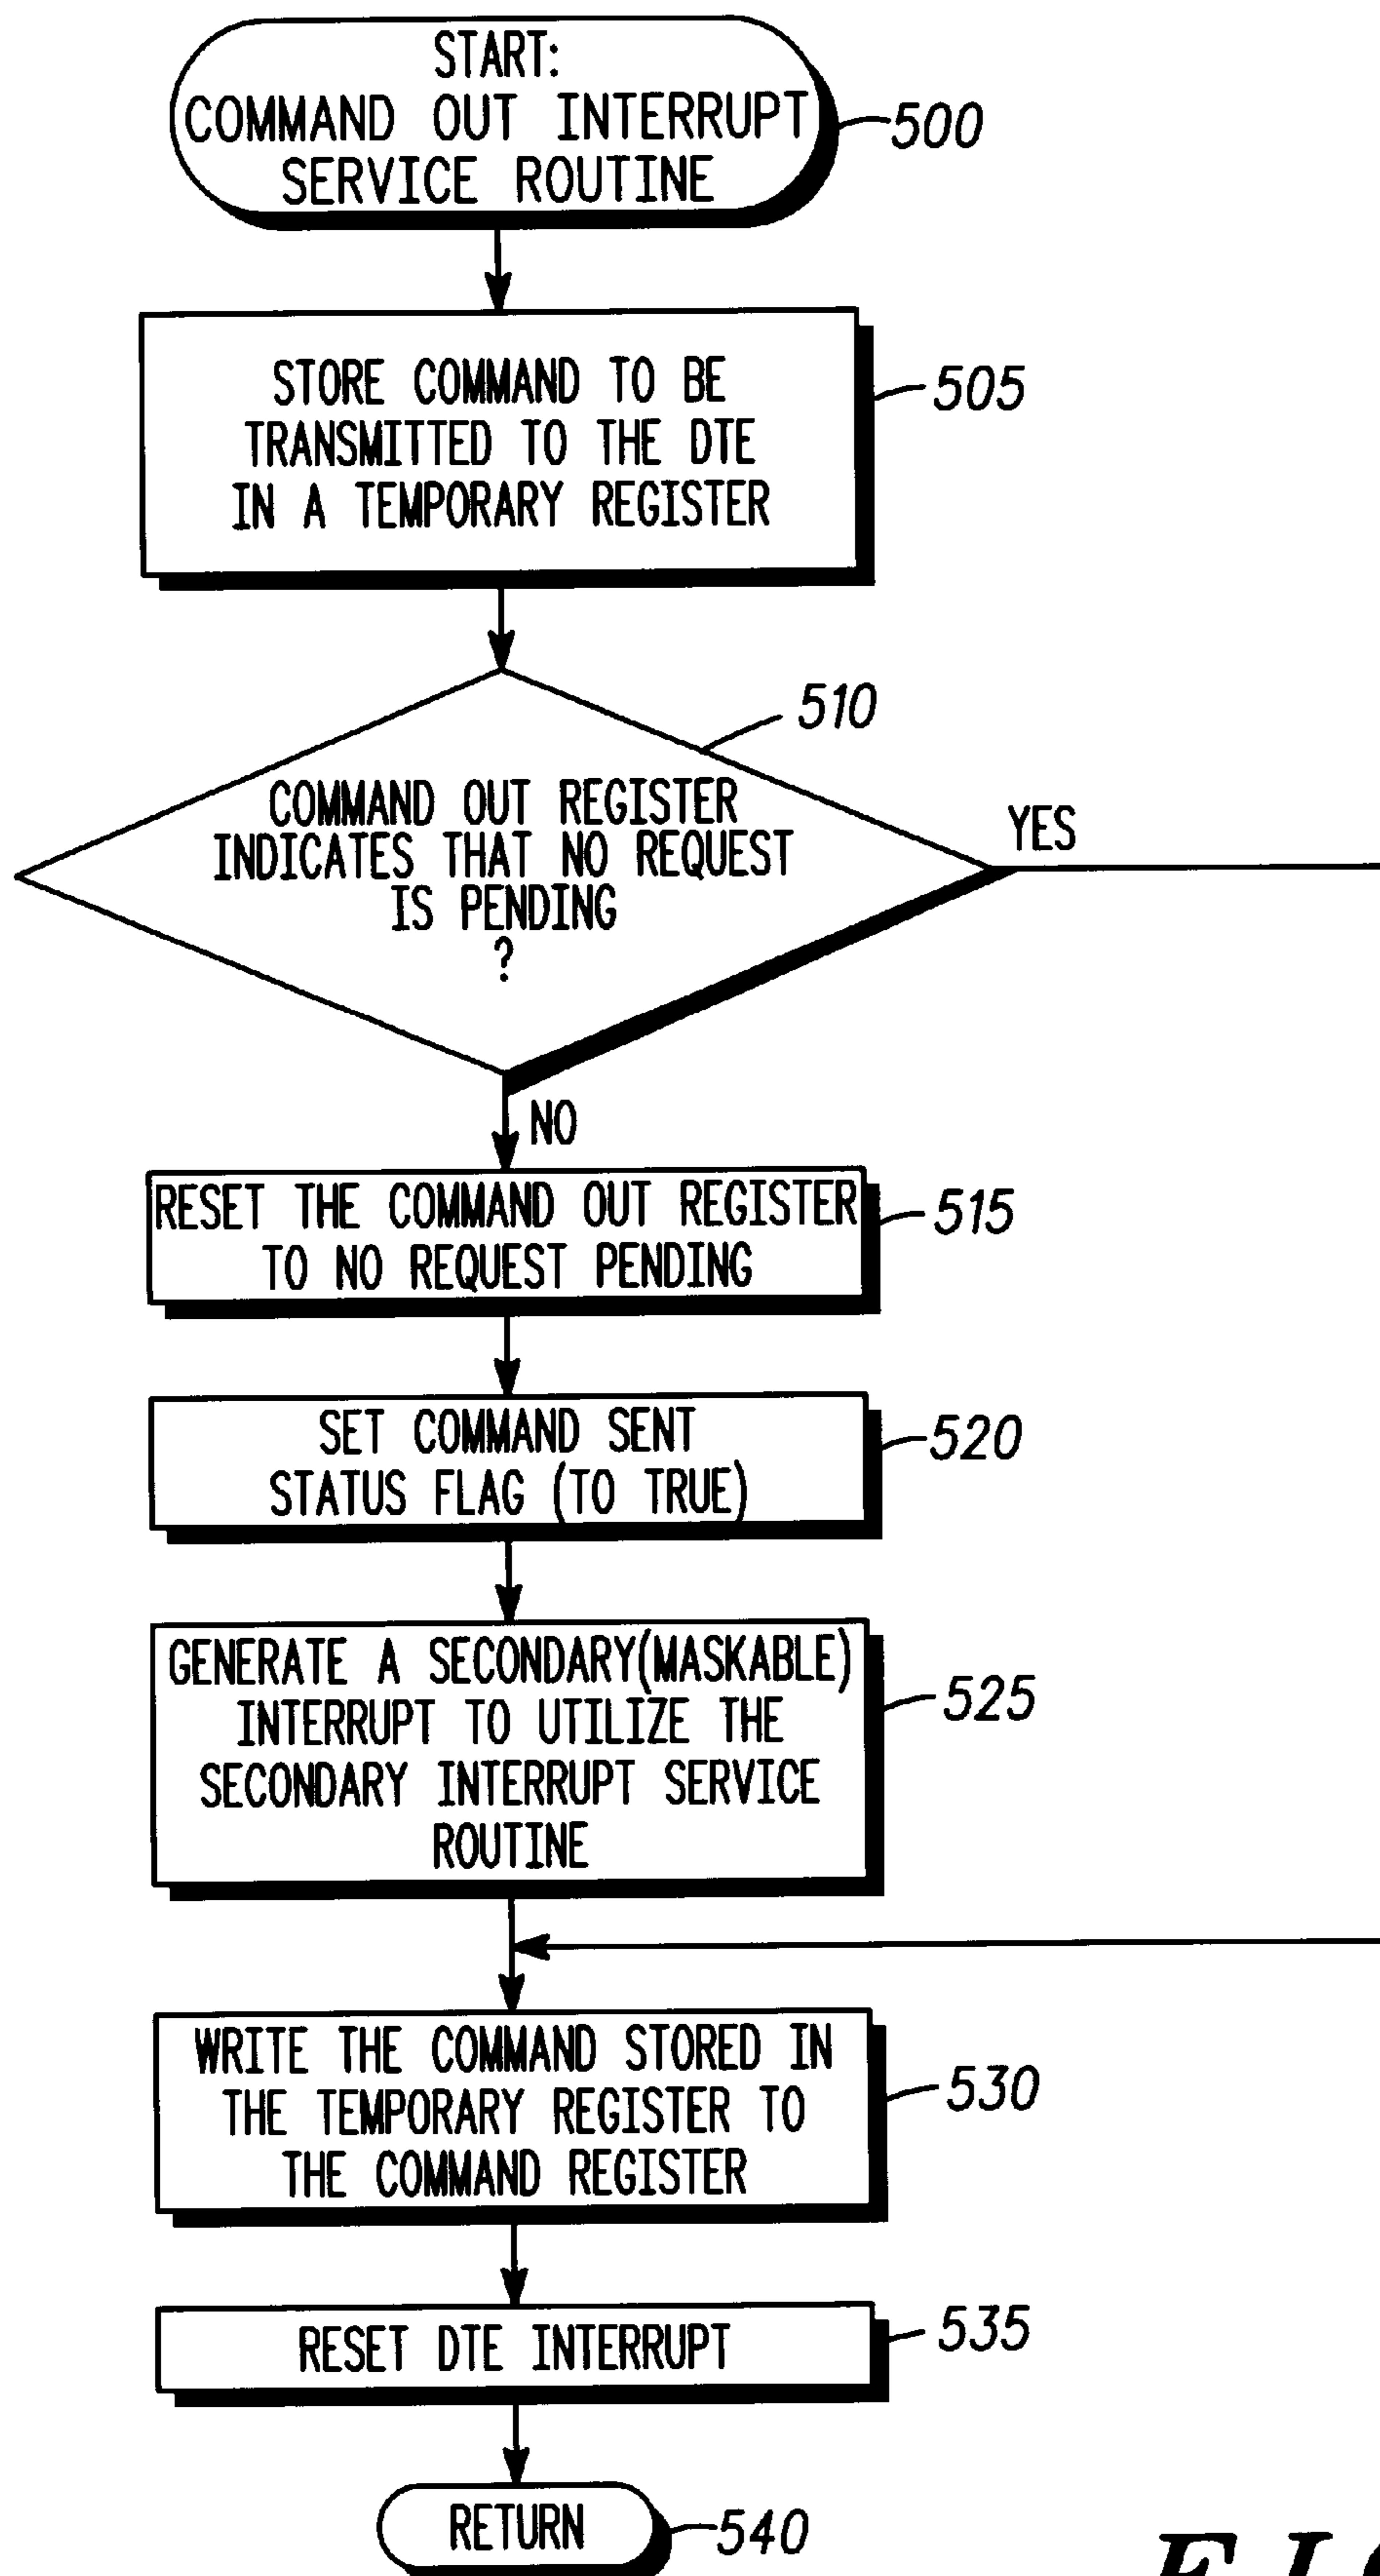 START:
COMMAND OUT INTERRUPT
SERVICE ROUTINE
500
STORE COMMAND TO BE
TRANSMITTED TO THE DTE
IN A TEMPORARY REGISTER
505
510
COMMAND OUT REGISTER
INDICATES THAT NO REQUEST
IS PENDING
?
YES
NO
RESET THE COMMAND OUT REGISTER
TO NO REQUEST PENDING
515
SET COMMAND SENT
STATUS FLAG (TO TRUE)
520
GENERATE A SECONDARY(MASKABLE)
INTERRUPT TO UTILIZE THE
SECONDARY INTERRUPT SERVICE
ROUTINE
525
WRITE THE COMMAND STORED IN
THE TEMPORARY REGISTER TO
THE COMMAND REGISTER
530
RESET DTE INTERRUPT
535
RETURN
540